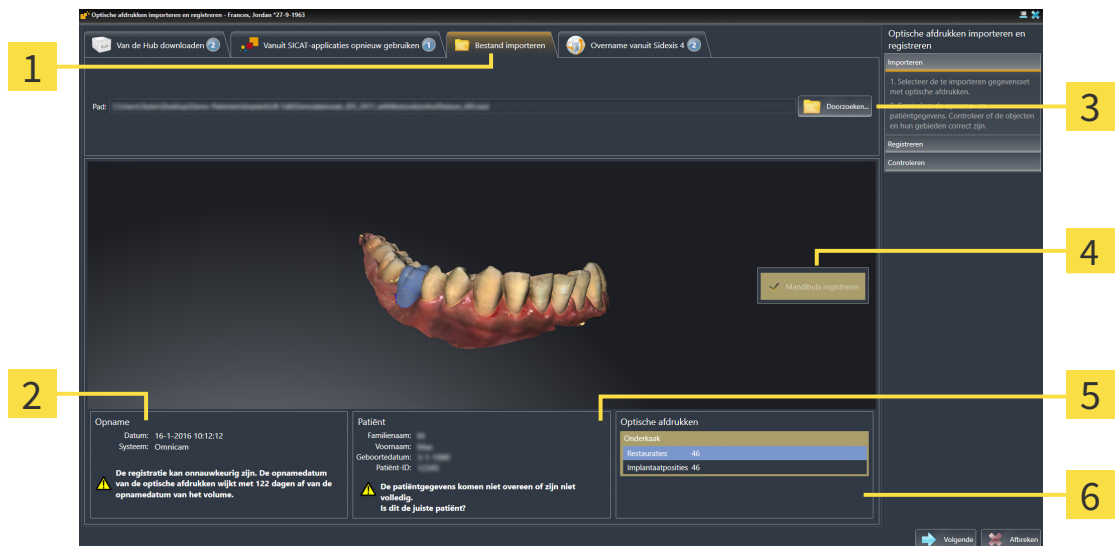 Optische afdrukken importeren en registreren - Frances, Jordan *27-9-1963
Van de Hub downloaden 2
Vanuit SICAT-applicaties opnieuw gebruiken 1
Bestand importeren
Overname vanuit Sidexis 4 2
Optische afdrukken importeren en
registreren
Importeren
1. Selecteer de te importeren gegevensset
met optische afdrukken.
patiëntgegevens. Controleer of de objecten
en hun gebieden correct zijn.
Registreren
Controleren
1
Pad:
Doorzoeken...
3
Mandibula registreren
4
2
Opname
Datum: 16-1-2016 10:12:12
Systeem: Omnicam
De registratie kan onnauwkeurig zijn. De opnamedatum
van de optische afdrukken wijkt met 122 dagen af van de
opnamedatum van het volume.
Patiënt
Familienaam:
Voornaam:
Geboortedatum:
Patiënt-ID:
De patiëntgegevens komen niet overeen of zijn niet
volledig.
Is dit de juiste patiënt?
5
Optische afdrukken
Onderkaak
Restauraties 46
Implantaatposities 46
6
Volgende
Afbreken